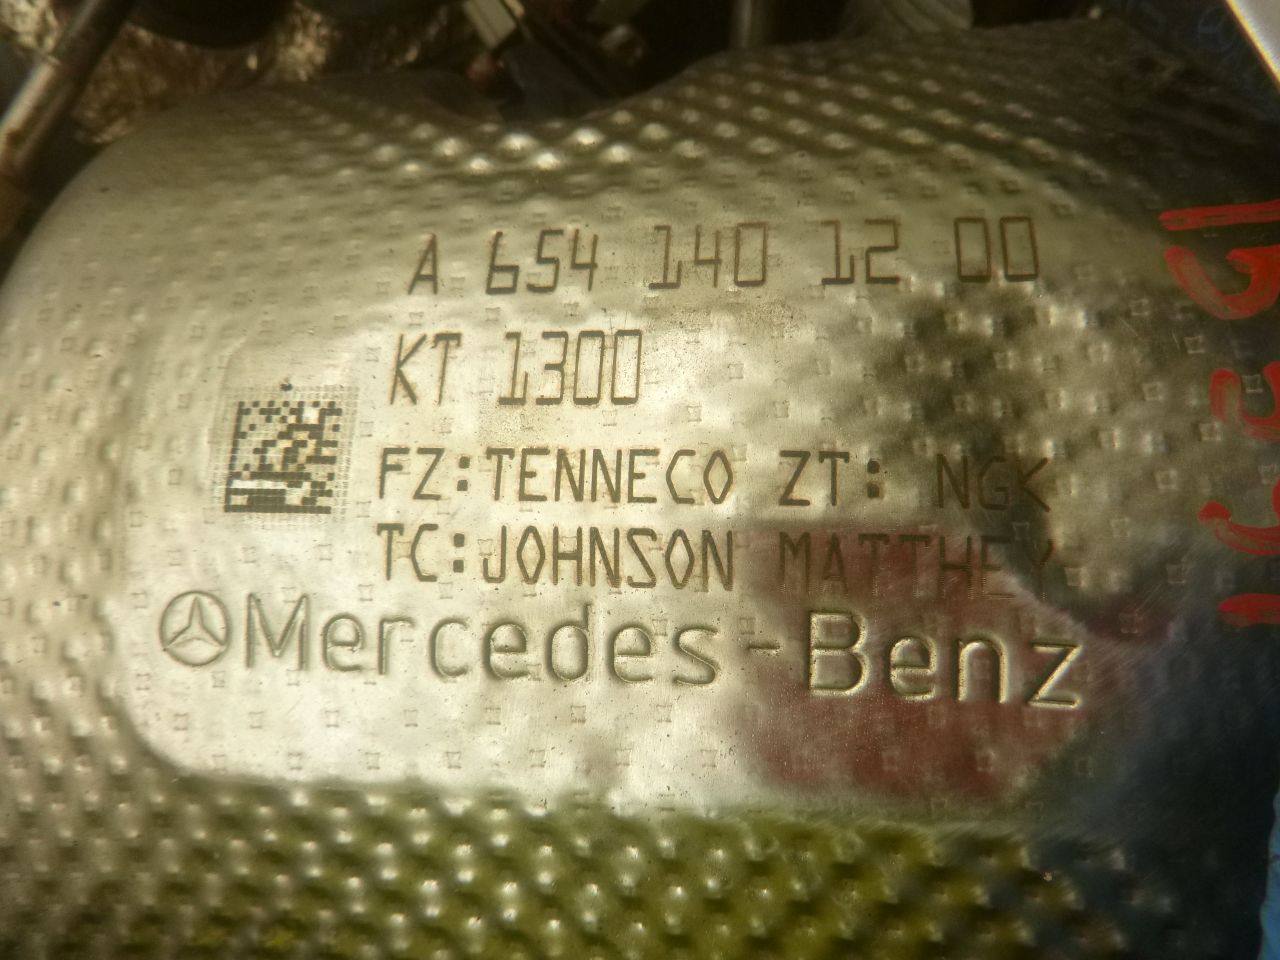 A 654 140 12 00
KT 1300
FZ:TENNECO ZT: NGK
TC:JOHNSON MATTHEY
Mercedes-Benz